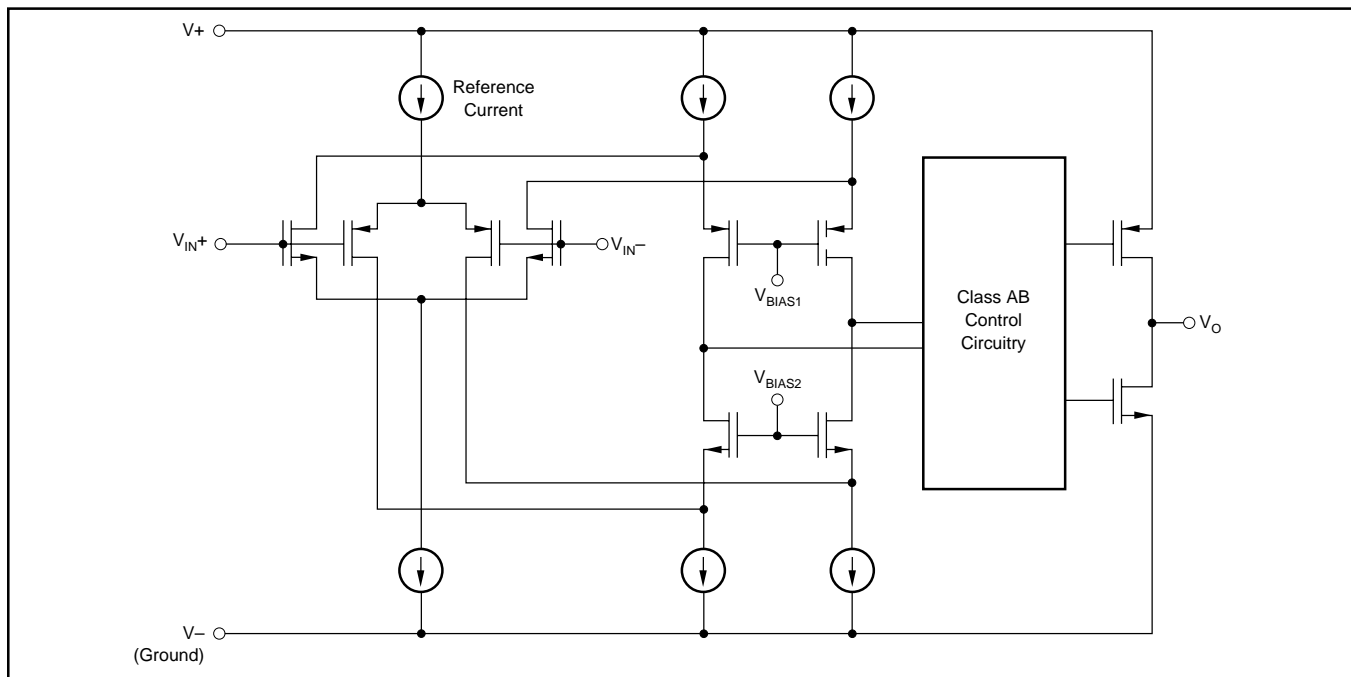 V+
Reference
Current
VIN+
VIN–
VBIAS1
Class AB
Control
Circuitry
VO
VBIAS2
V–
(Ground)